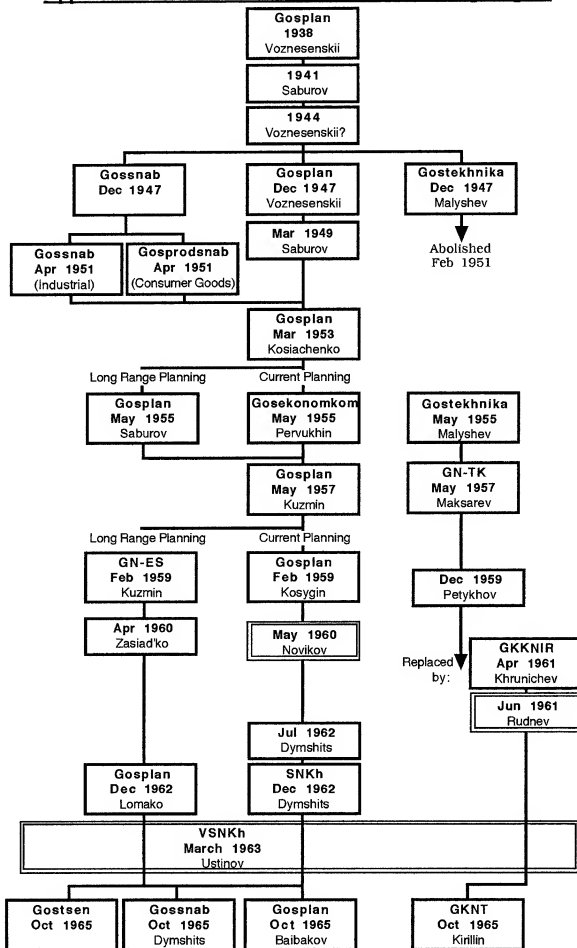 Gosplan
1938
Voznesenskii
1941
Saburov
1944
Voznesenskii?
Gossnab
Dec 1947
Gosplan
Dec 1947
Voznesenskii
Gostekhnika
Dec 1947
Malyshev
Mar 1949
Saburov
Abolished
Feb 1951
Gossnab
Apr 1951
(Industrial)
Gosprodsnab
Apr 1951
(Consumer Goods)
Gosplan
Mar 1953
Kosiachenko
Long Range Planning
Current Planning
Gosplan
May 1955
Saburov
Gosekonomkom
May 1955
Pervukhin
Gostekhnika
May 1955
Malyshev
Gosplan
May 1957
Kuzmin
GN-TK
May 1957
Maksarev
Long Range Planning
Current Planning
GN-ES
Feb 1959
Kuzmin
Gosplan
Feb 1959
Kosygin
Dec 1959
Petykhov
Apr 1960
Zasiad'ko
May 1960
Novikov
Replaced
by:
GKKNIR
Apr 1961
Khrunichev
Jun 1961
Rudnev
Jul 1962
Dymshits
Gosplan
Dec 1962
Lomako
SNKh
Dec 1962
Dymshits
VSNKh
March 1963
Ustinov
Gostsen
Oct 1965
Gossnab
Oct 1965
Dymshits
Gosplan
Oct 1965
Baibakov
GKNT
Oct 1965
Kirillin